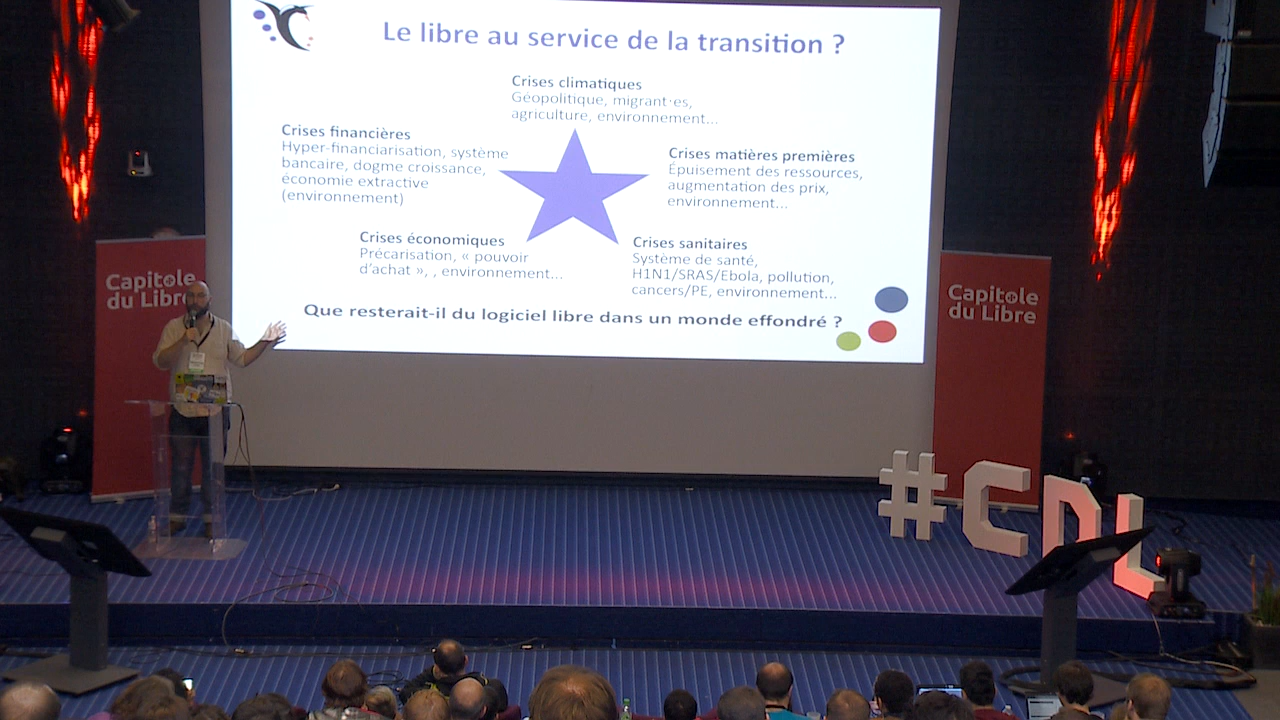 Le libre au service de la transition ?
Crises climatiques
Géopolitique, migrant·es,
agriculture, environnement...
Crises financières
Hyper-financiarisation, système
bancaire, dogme croissance,
économie extractive
(environnement)
Crises matières premières
Épuisement des ressources,
augmentation des prix,
environnement...
Crises économiques
Précarisation, « pouvoir
d'achat », , environnement...
Crises sanitaires
Système de santé,
H1N1/SRAS/Ebola, pollution,
cancers/PE, environnement...
Que resterait-il du logiciel libre dans un monde effondré ?
Capitole
du Libre
Capitole
du Libre
#CDL